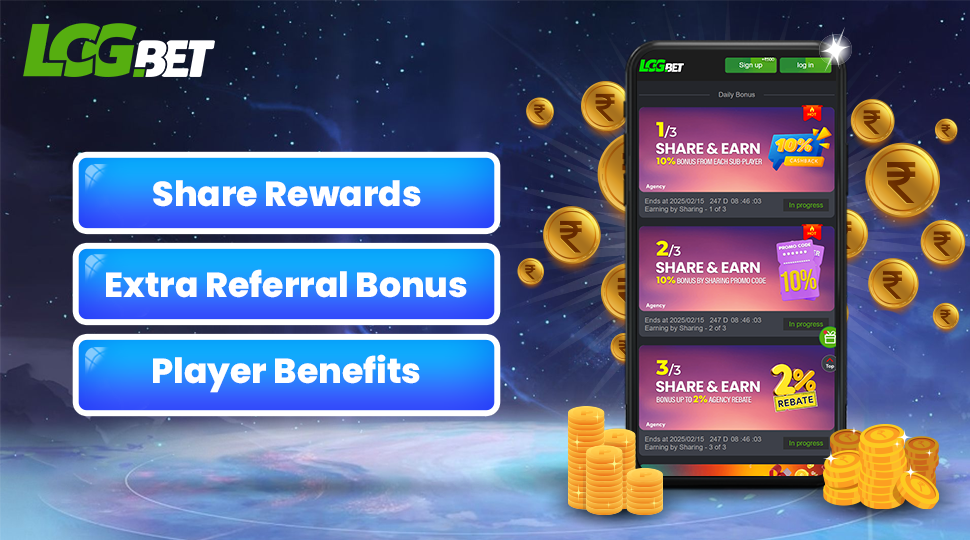 LCG.BET
Share Rewards
Extra Referral Bonus
Player Benefits
LCG.BET
Sign up
log in
Daily Bonus
HOT
1/3
SHARE & EARN
10% BONUS FROM EACH SUB-PLAYER
10%
CASHBACK
Agency
Ends at 2025/02/15 247 D 08 :46 :03
Earning by Sharing - 1 of 3
In progress
HOT
2/3
SHARE & EARN
10% BONUS BY SHARING PROMO CODE
PROMO CODE
10%
Agency
Ends at 2025/02/15 247 D 08 :46 :03
Earning by Sharing - 2 of 3
In progress
Top
3/3
SHARE & EARN
BONUS UP TO 2% AGENCY REBATE
2%
REBATE
Agency
Ends at 2025/02/15 247 D 08 :46 :03
Earning by Sharing - 3 of 3
In progress